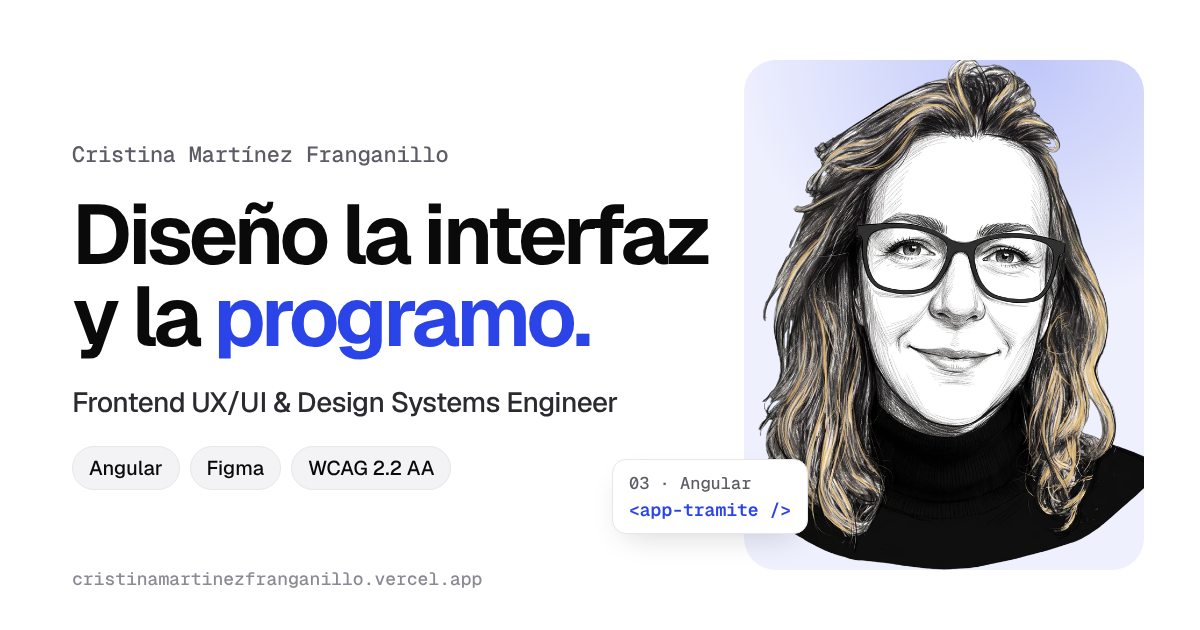 Cristina Martínez Franganillo
Diseño la interfaz
y la programo.
Frontend UX/UI & Design Systems Engineer
Angular
Figma
WCAG 2.2 AA
03 · Angular
<app-tramite />
cristinamartinezfranganillo.vercel.app